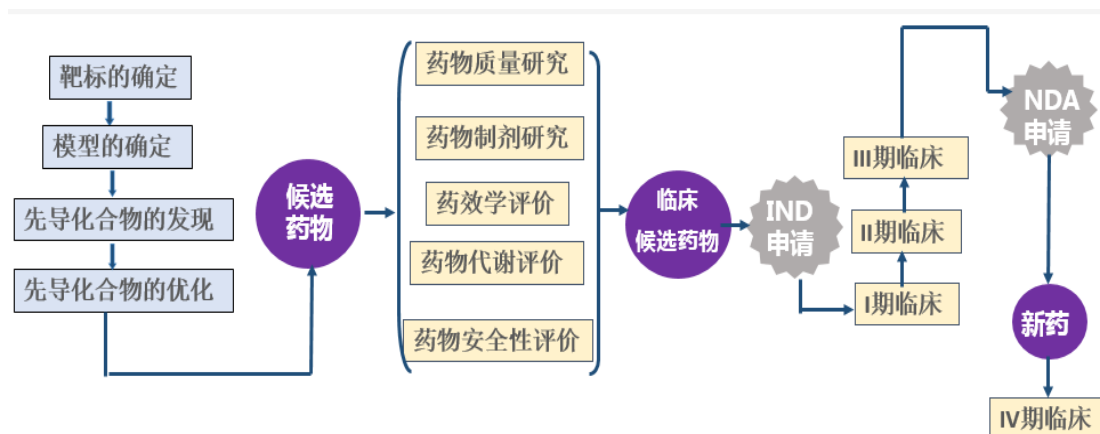 靶标的确定
模型的确定
先导化合物的发现
先导化合物的优化
候选
药物
药物质量研究
药物制剂研究
药效学评价
药物代谢评价
药物安全性评价
临床
候选药物
IND
申请
I期临床
II期临床
III期临床
NDA
申请
新药
IV期临床